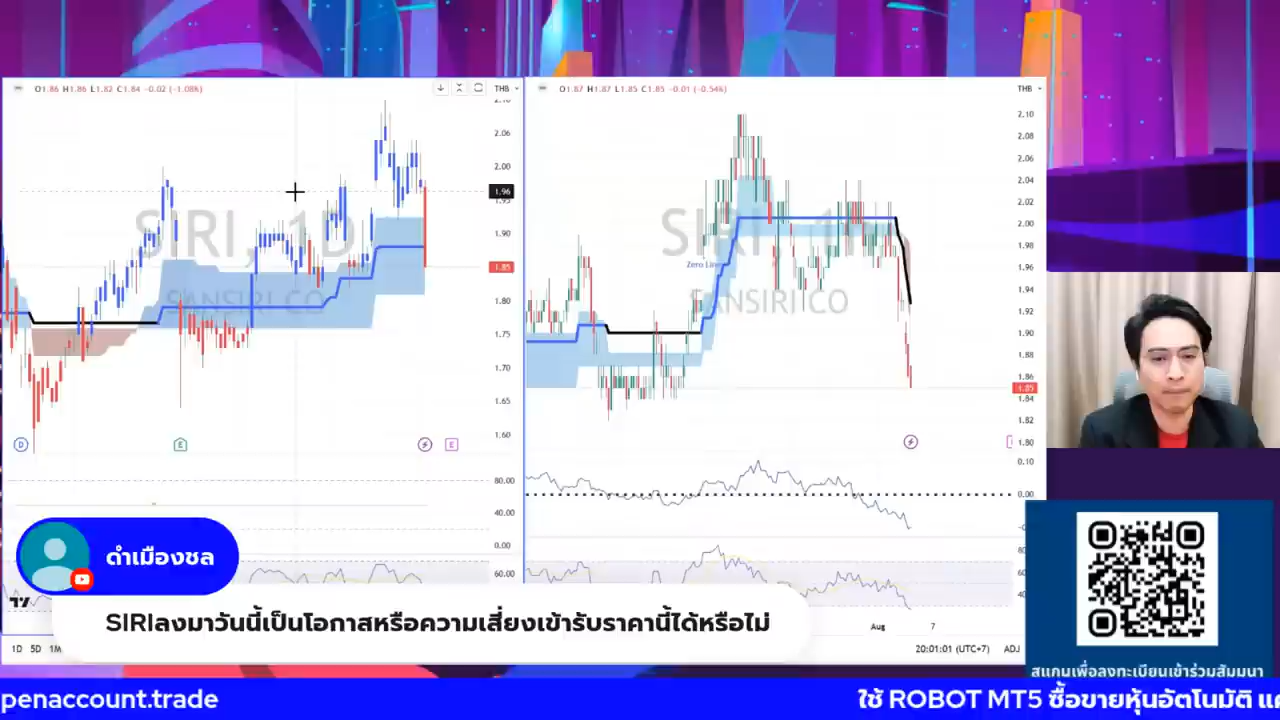 O1.86 H1.86 L1.82 C1.84 -0.02 (-1.08%)
THB
O1.87 H1.87 L1.85 C1.85 -0.01 (-0.54%)
THB
2.10
2.06
2.00
1.96
1.95
1.90
1.85
1.80
1.75
1.70
1.65
1.60
80.00
40.00
0.00
60.00
SIRI, 1D
SANSIRI CO
D
E
E
SIRI, 1H
SANSIRI CO
Zero Line
2.10
2.08
2.06
2.04
2.02
2.00
1.98
1.96
1.94
1.92
1.90
1.88
1.86
1.85
1.84
1.82
1.80
0.10
0.00
ดำเมืองชล
SIRIลงมาวันนี้เป็นโอกาสหรือความเสี่ยงเข้ารับราคานี้ได้หรือไม่
Aug
7
1D 5D 1M
20:01:01 (UTC+7)
ADJ
สแกนเพื่อลงทะเบียนเข้าร่วมสัมมนา
penaccount.trade
ใช้ ROBOT MT5 ซื้อขายหุ้นอัตโนมัติ